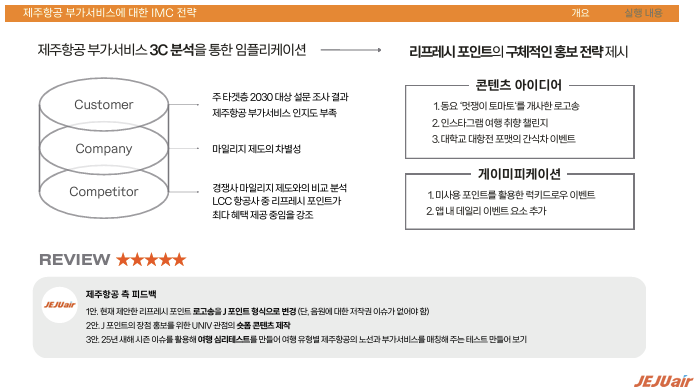 제주항공 부가서비스에 대한 IMC 전략
개요 실행 내용
제주항공 부가서비스 3C 분석을 통한 임플리케이션
리프레시 포인트의 구체적인 홍보 전략 제시
Customer
주 타겟층 2030 대상 설문 조사 결과
제주항공 부가서비스 인지도 부족
Company
마일리지 제도의 차별성
Competitor
경쟁사 마일리지 제도와의 비교 분석
LCC 항공사 중 리프레시 포인트가
최다 혜택 제공 중임을 강조
콘텐츠 아이디어
1. 동요 '멋쟁이 토마토'를 개사한 로고송
2. 인스타그램 여행 취향 챌린지
3. 대학교 대항전 포맷의 간식차 이벤트
게이미피케이션
1. 미사용 포인트를 활용한 럭키드로우 이벤트
2. 앱 내 데일리 이벤트 요소 추가
REVIEW ★★★★★
JEJUair
제주항공 측 피드백
1안. 현재 제안한 리프레시 포인트 로고송을 J 포인트 형식으로 변경 (단, 음원에 대한 저작권 이슈가 없어야 함)
2안. J 포인트의 장점 홍보를 위한 UNIV 관점의 숏폼 콘텐츠 제작
3안. 25년 새해 시즌 이슈를 활용해 여행 심리테스트를 만들어 여행 유형별 제주항공의 노선과 부가서비스를 매칭해 주는 테스트 만들어 보기
JEJUair